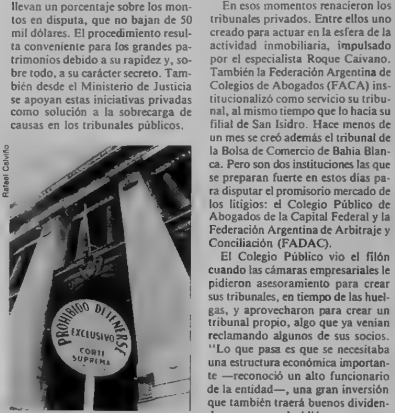 llevan un porcentaje sobre los mon-
tos en disputa, que no bajan de 50
mil dólares. El procedimiento resul-
ta conveniente para los grandes pa-
trimonios debido a su rapidez y, so-
bre todo, a su carácter secreto. Tam-
bién desde el Ministerio de Justicia
se apoyan estas iniciativas privadas
como solución a la sobrecarga de
causas en los tribunales públicos.
Rafael Calviño
PROHIBIDO DETENERSE
EXCLUSIVO
CORTE
SUPREMA
En esos momentos renacieron los
tribunales privados. Entre ellos uno
creado para actuar en la esfera de la
actividad inmobiliaria, impulsado
por el especialista Roque Caivano.
También la Federación Argentina de
Colegios de Abogados (FACA) ins-
titucionalizó como servicio su tribu-
nal, al mismo tiempo que lo hacía su
filial de San Isidro. Hace menos de
un mes se creó además el tribunal de
la Bolsa de Comercio de Bahía Blan-
ca. Pero son dos instituciones las que
se preparan fuerte en estos días pa-
ra disputar el promisorio mercado de
los litigios: el Colegio Público de
Abogados de la Capital Federal y la
Federación Argentina de Arbitraje y
Conciliación (FADAC).
El Colegio Público vio el filón
cuando las cámaras empresariales le
pidieron asesoramiento para crear
sus tribunales, en tiempo de las huel-
gas, y aprovecharon para crear un
tribunal propio, algo que ya venían
reclamando algunos de sus socios.
"Lo que pasa es que se necesitaba
una estructura económica importan-
te —reconoció un alto funcionario
de la entidad—, una gran inversión
que también traerá buenos dividen-